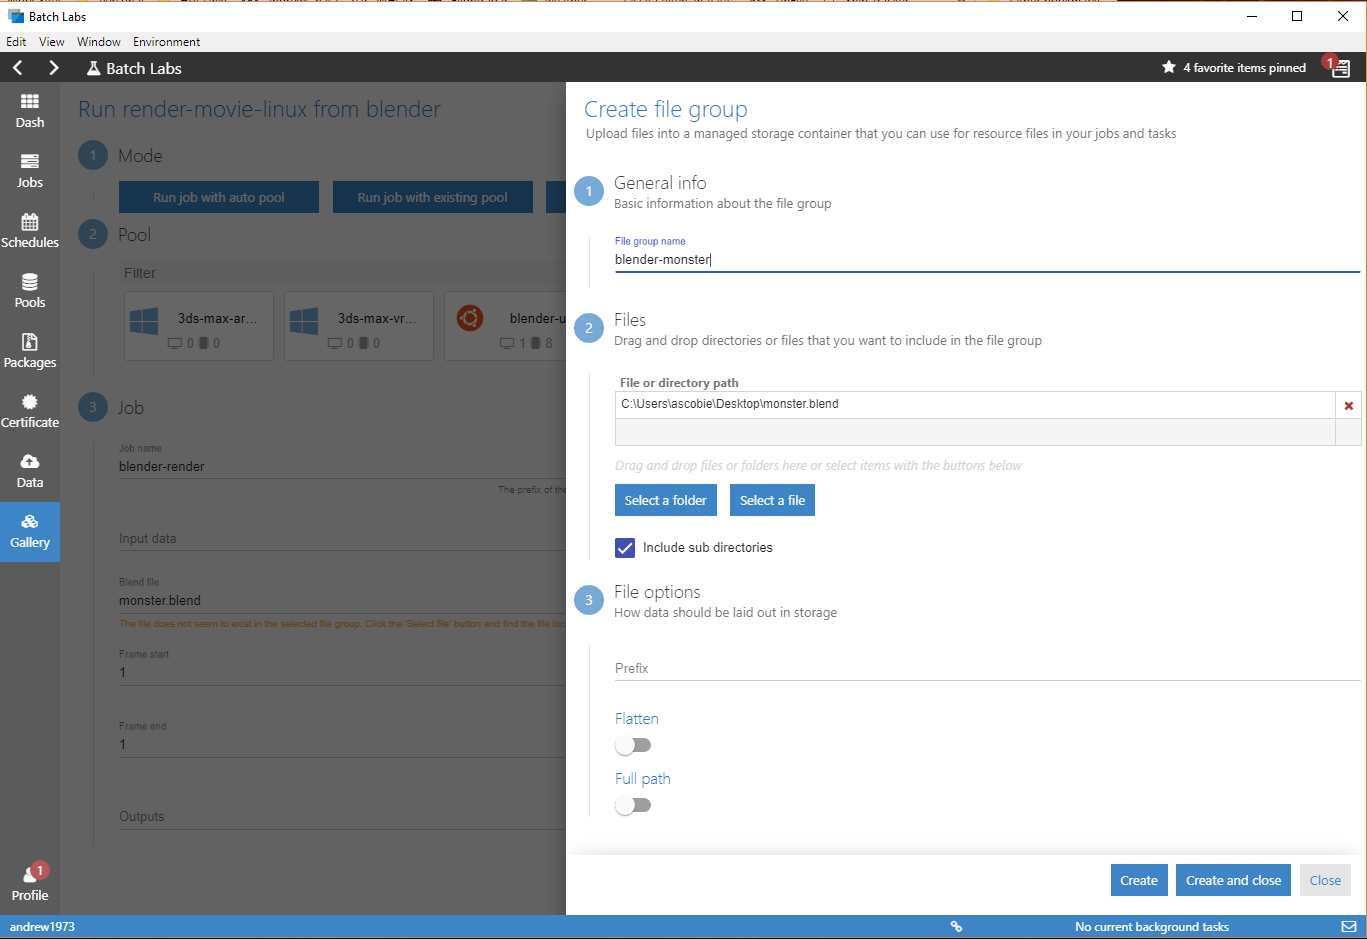 Batch Labs
Edit View Window Environment
Batch Labs
4 favorite items pinned
1
Dash
Jobs
Schedules
Pools
Packages
Certificate
Data
Gallery
1
Profile
Run render-movie-linux from blender
1 Mode
Run job with auto pool
Run job with existing pool
2 Pool
Filter
3ds-max-ar...
0 0
3ds-max-vr...
0 0
blender-u
1 8
3 Job
Job name
blender-render
The prefix of the
Input data
Blend file
monster.blend
The file does not seem to exist in the selected file group. Click the 'Select file' button and find the file loc
Frame start
1
Frame end
1
Outputs
Create file group
Upload files into a managed storage container that you can use for resource files in your jobs and tasks
1 General info
Basic information about the file group
File group name
blender-monster
2 Files
Drag and drop directories or files that you want to include in the file group
File or directory path
C:\Users\ascobie\Desktop\monster.blend
Drag and drop files or folders here or select items with the buttons below
Select a folder
Select a file
Include sub directories
3 File options
How data should be laid out in storage
Prefix
Flatten
Full path
Create
Create and close
Close
andrew1973
No current background tasks